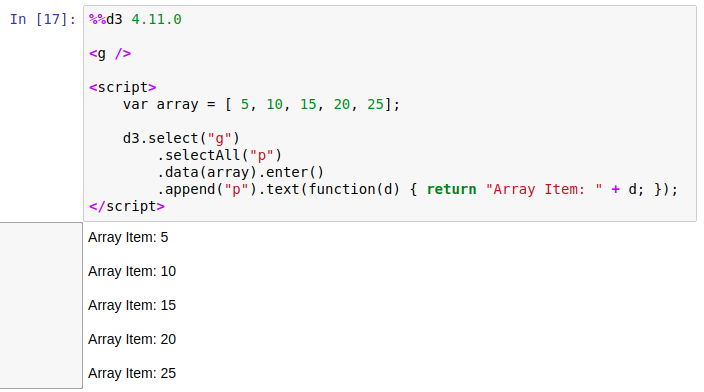 In [17]: %%d3 4.11.0
<g />
<script>
var array = [ 5, 10, 15, 20, 25];
d3.select("g")
.selectAll("p")
.data(array).enter()
.append("p").text(function(d) { return "Array Item: " + d; });
</script>
Array Item: 5
Array Item: 10
Array Item: 15
Array Item: 20
Array Item: 25